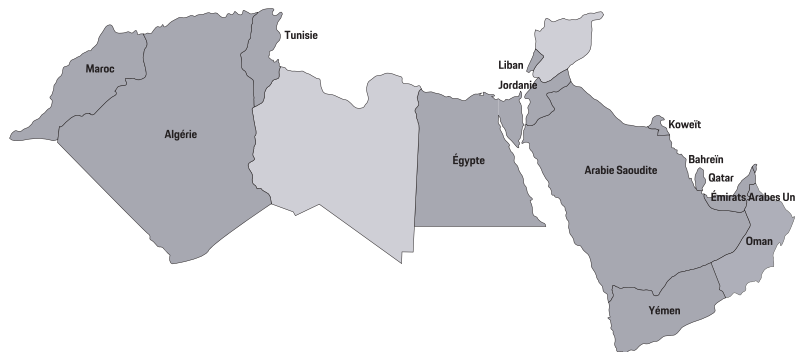 Tunisie
Maroc
Liban
Jordanie
Algérie
Koweït
Égypte
Bahreïn
Arabie Saoudite
Qatar
Émirats Arabes Un
Oman
Yémen